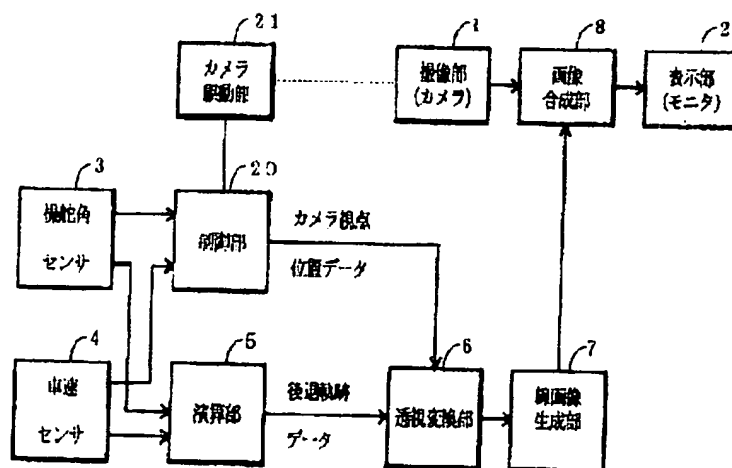 21
カメラ
駆動部
1
撮像部
(カメラ)
8
画像
合成部
2
表示部
(モニタ)
3
操舵角
センサ
20
制御部
カメラ視点
位置データ
4
車速
センサ
5
演算部
後退軌跡
データ
6
透視変換部
7
線画像
生成部